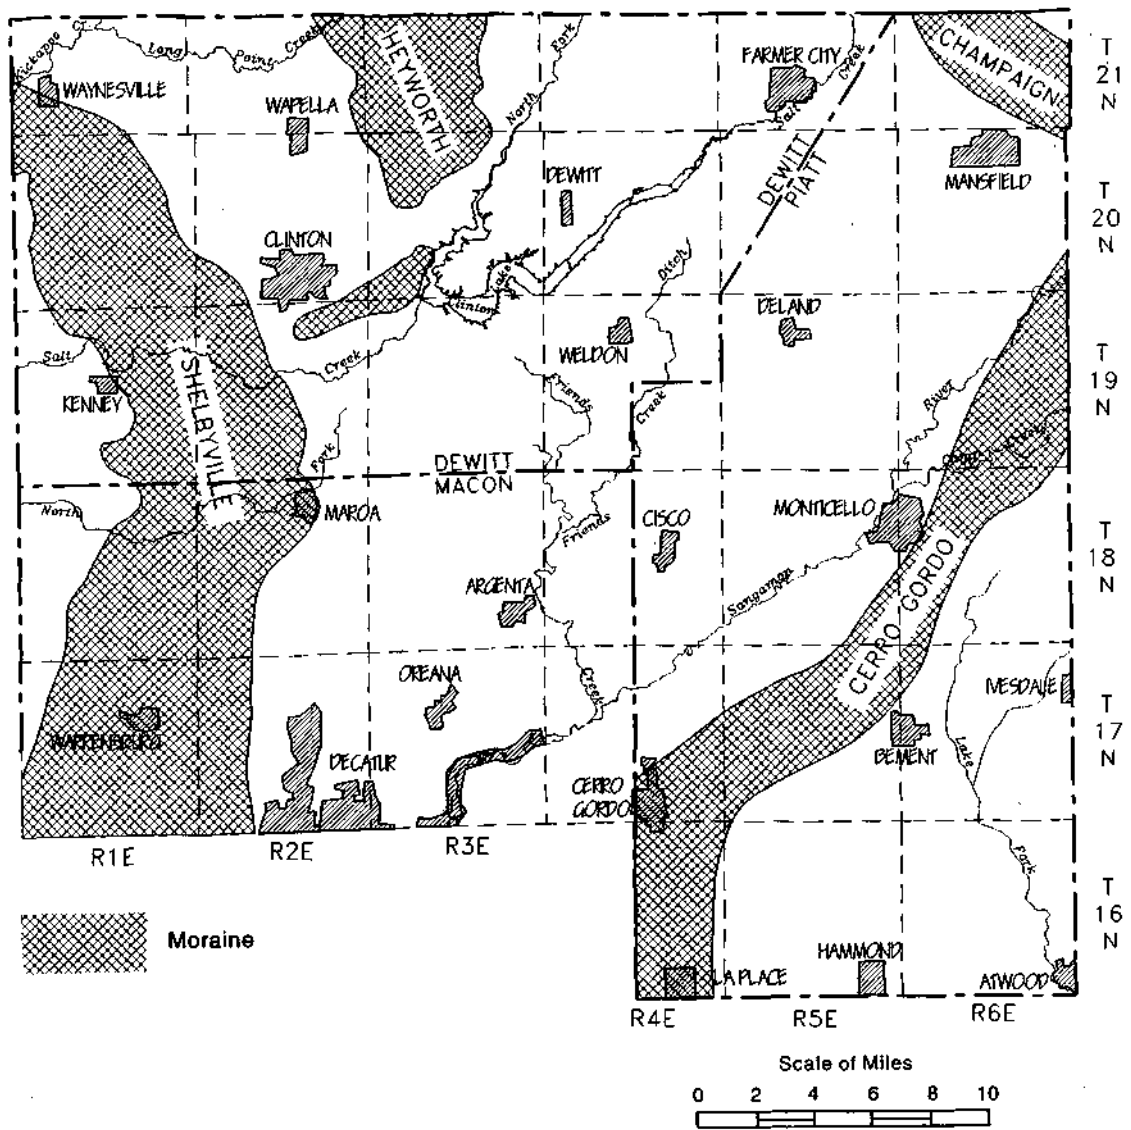 Kickapoo Cr.
Long
Point
Creek
HEYWORTH
North
Fork
FARMER CITY
Salt
Creek
CHAMPAIGN
T
21
N
WAYNESVILLE
WAPELLA
DEWITT
DEWITT
PIATT
MANSFIELD
T
20
N
CLINTON
Clinton
Lake
Ditch
WELDON
DELAND
Salt
Creek
KENNEY
SHELBYVILLE
Friends
Creek
River
T
19
N
Fork
DEWITT
MACON
North
MAROA
Friends
CISCO
MONTICELLO
T
18
N
ARGENTA
Sangamon
CERRO GORDO
OREANA
Creek
IVESDALE
WARRENSBURG
DECATUR
CERRO
GORDO
BEMENT
Lake
T
17
N
R1E
R2E
R3E
Fork
T
16
N
Moraine
LA PLACE
HAMMOND
ATWOOD
R4E
R5E
R6E
Scale of Miles
0 2 4 6 8 10